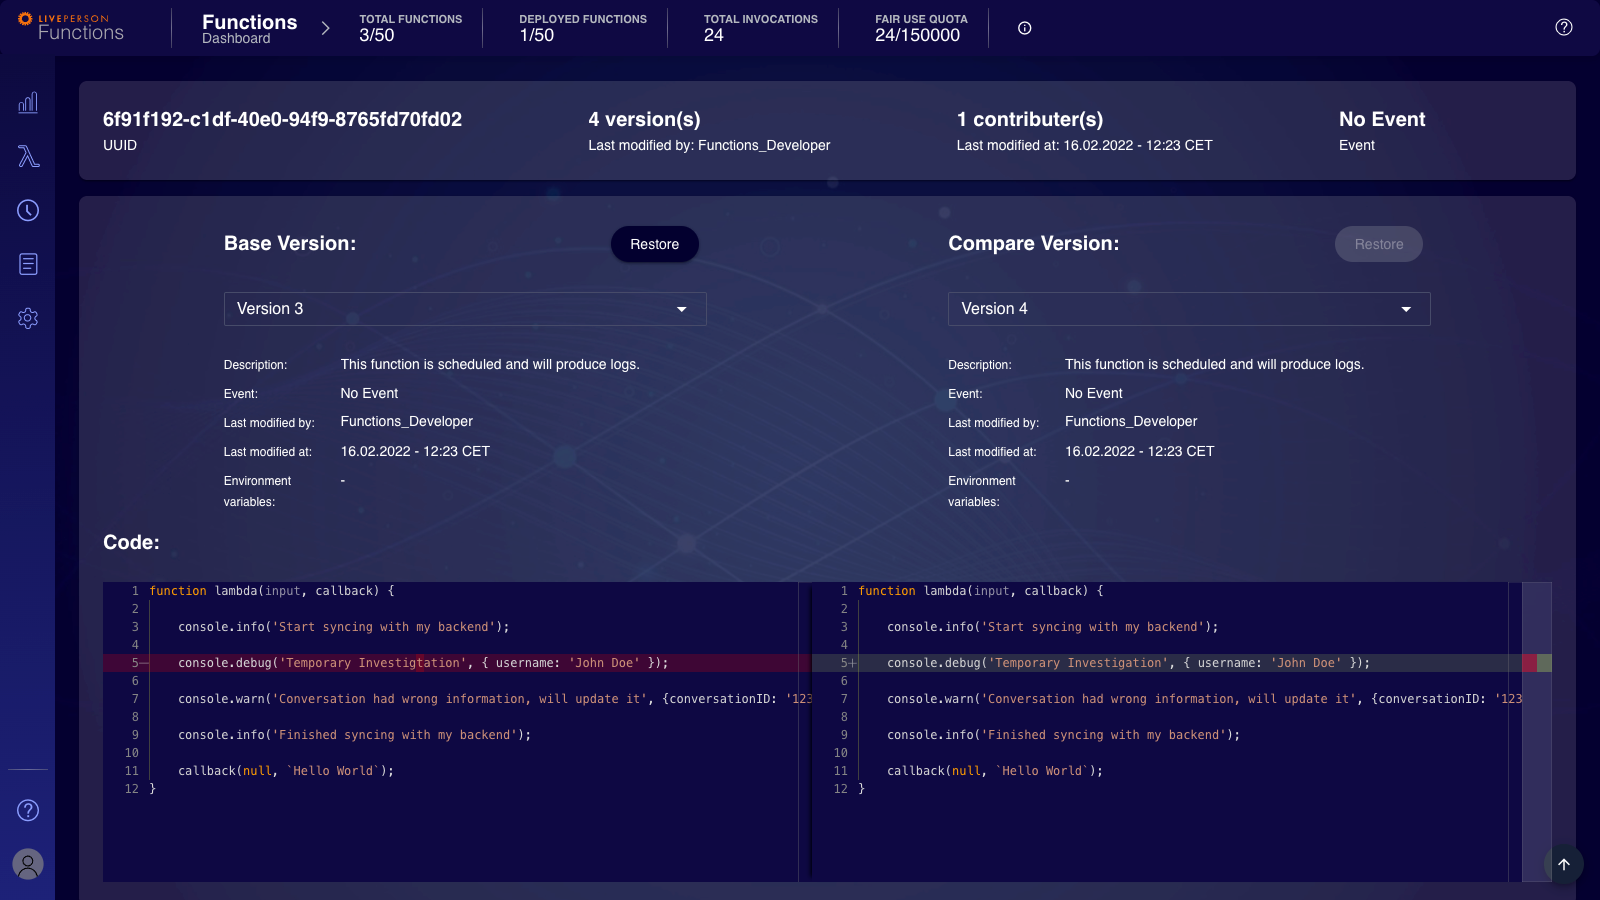 LIVEPERSON
Functions
Functions
Dashboard
TOTAL FUNCTIONS
3/50
DEPLOYED FUNCTIONS
1/50
TOTAL INVOCATIONS
24
FAIR USE QUOTA
24/150000
6f91f192-c1df-40e0-94f9-8765fd70fd02
UUID
4 version(s)
Last modified by: Functions_Developer
1 contributer(s)
Last modified at: 16.02.2022 - 12:23 CET
No Event
Event
Base Version:
Restore
Version 3
Description: This function is scheduled and will produce logs.
Event: No Event
Last modified by: Functions_Developer
Last modified at: 16.02.2022 - 12:23 CET
Environment variables: -
Compare Version:
Restore
Version 4
Description: This function is scheduled and will produce logs.
Event: No Event
Last modified by: Functions_Developer
Last modified at: 16.02.2022 - 12:23 CET
Environment variables: -
Code:
1 function lambda(input, callback) {
2
3 console.info('Start syncing with my backend');
4
5— console.debug('Temporary Investigtation', { username: 'John Doe' });
6
7 console.warn('Conversation had wrong information, will update it', {conversationID: '123
8
9 console.info('Finished syncing with my backend');
10
11 callback(null, `Hello World`);
12 }
1 function lambda(input, callback) {
2
3 console.info('Start syncing with my backend');
4
5+ console.debug('Temporary Investigation', { username: 'John Doe' });
6
7 console.warn('Conversation had wrong information, will update it', {conversationID: '123
8
9 console.info('Finished syncing with my backend');
10
11 callback(null, `Hello World`);
12 }